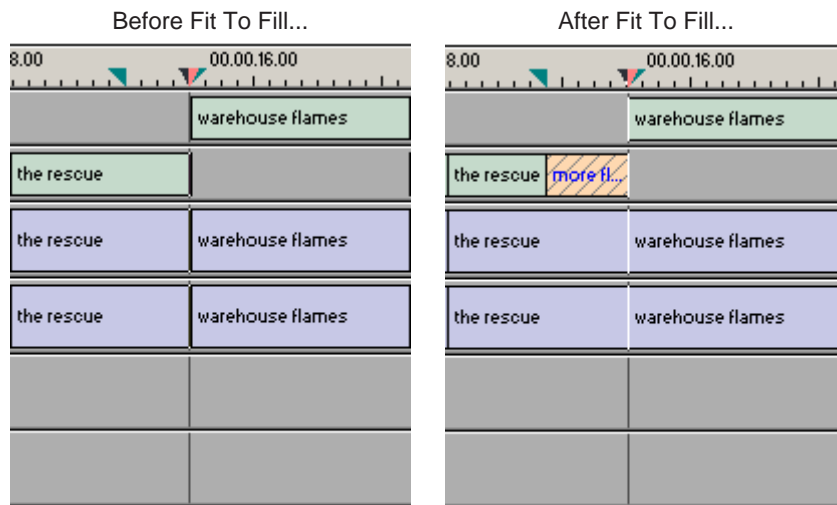 Before Fit To Fill...
8.00 00.00.16.00
warehouse flames
the rescue
the rescue warehouse flames
the rescue warehouse flames
After Fit To Fill...
8.00 00.00.16.00
warehouse flames
the rescue more fl...
the rescue warehouse flames
the rescue warehouse flames